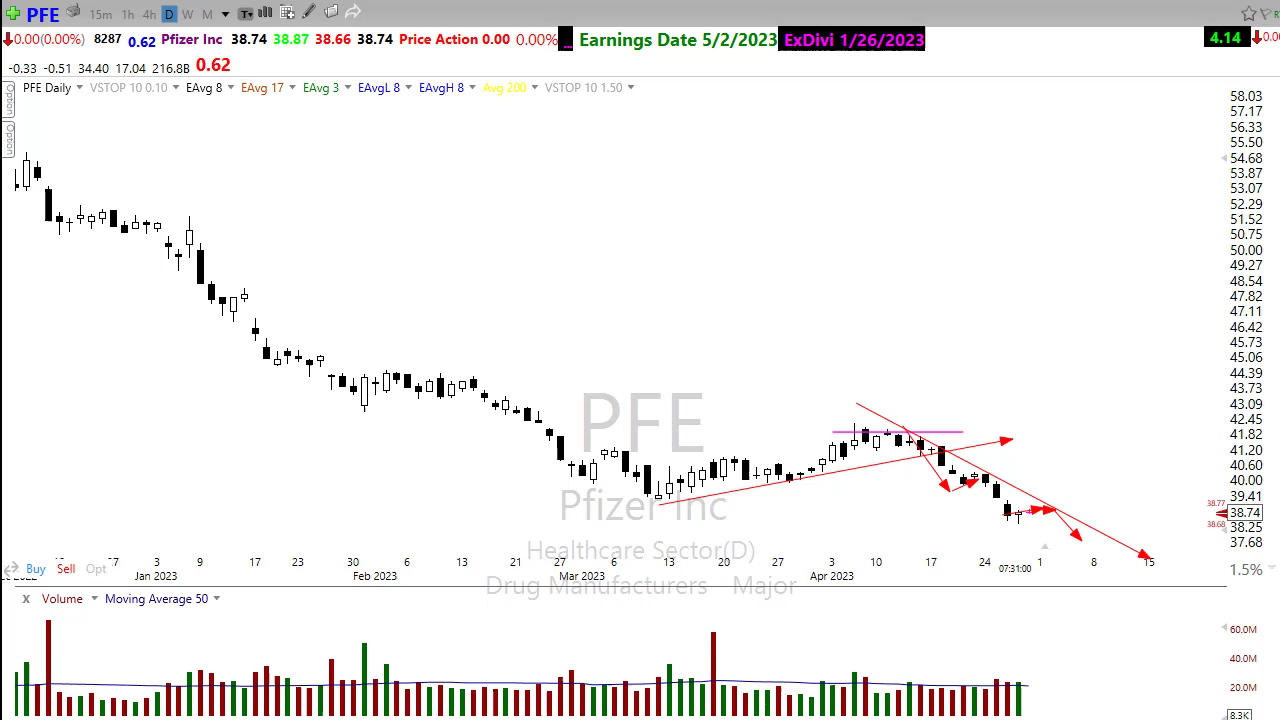 PFE 15m 1h 4h D W M T
0.00(0.00%) 8287 0.62 Pfizer Inc 38.74 38.87 38.66 38.74 Price Action 0.00 0.00% ... Earnings Date 5/2/2023 ExDivi 1/26/2023 4.14
-0.33 -0.51 34.40 17.04 216.8B 0.62
Option
Option
PFE Daily VSTOP 10 0.10 EAvg 8 EAvg 17 EAvg 3 EAvgL 8 EAvgH 8 Avg 200 VSTOP 10 1.50
58.03
57.17
56.33
55.50
54.68
53.87
53.07
52.29
51.52
50.75
50.00
49.27
48.54
47.82
47.11
46.42
45.73
45.06
44.39
43.73
43.09
42.45
41.82
41.20
40.60
40.00
39.41
38.77
38.74
38.68
38.25
37.68
1.5%
PFE
Pfizer Inc
Healthcare Sector(D)
Drug Manufacturers Major
3 9 17 23 30 6 13 21 27 6 13 20 27 3 10 17 24 07:31:00 1 8 15
Jan 2023 Feb 2023 Mar 2023 Apr 2023
Buy Sell Opt
X Volume Moving Average 50
60.0M
40.0M
20.0M
8.3K